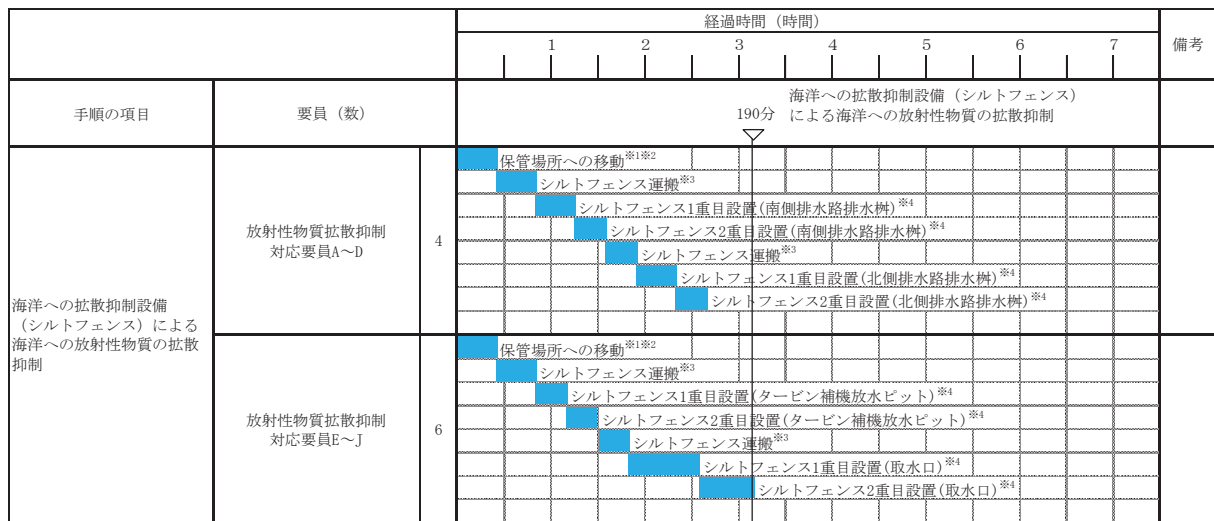 経過時間（時間）
備考
1 2 3 4 5 6 7
手順の項目
要員（数）
海洋への拡散抑制設備（シルトフェンス）
190分 による海洋への放射性物質の拡散抑制
海洋への拡散抑制設備
（シルトフェンス）による
海洋への放射性物質の拡散
抑制
放射性物質拡散抑制
対応要員A～D
4
保管場所への移動※1※2
シルトフェンス運搬※3
シルトフェンス1重目設置(南側排水路排水桝)※4
シルトフェンス2重目設置(南側排水路排水桝)※4
シルトフェンス運搬※3
シルトフェンス1重目設置(北側排水路排水桝)※4
シルトフェンス2重目設置(北側排水路排水桝)※4
放射性物質拡散抑制
対応要員E～J
6
保管場所への移動※1※2
シルトフェンス運搬※3
シルトフェンス1重目設置(タービン補機放水ピット)※4
シルトフェンス2重目設置(タービン補機放水ピット)※4
シルトフェンス運搬※3
シルトフェンス1重目設置(取水口)※4
シルトフェンス2重目設置(取水口)※4